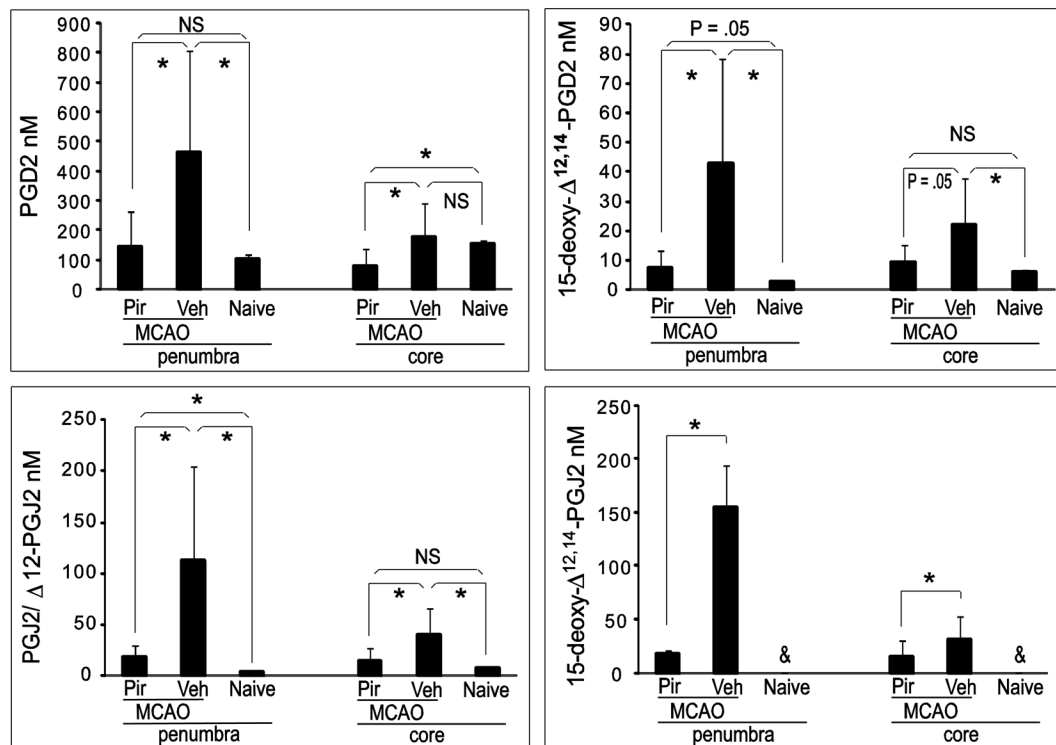 PGD2 nM
900
800
700
600
500
400
300
200
100
0
NS
* *
*
* NS
Pir Veh Naive Pir Veh Naive
MCAO MCAO
penumbra core
15-deoxy-Δ12,14-PGD2 nM
90
80
70
60
50
40
30
20
10
0
P = .05
* *
NS
P = .05 *
Pir Veh Naive Pir Veh Naive
MCAO MCAO
penumbra core
PGJ2/ Δ 12-PGJ2 nM
250
200
150
100
50
0
*
* *
NS
* *
Pir Veh Naive Pir Veh Naive
MCAO MCAO
penumbra core
15-deoxy-Δ12,14-PGJ2 nM
250
200
150
100
50
0
*
*
& &
Pir Veh Naive Pir Veh Naive
MCAO MCAO
penumbra core